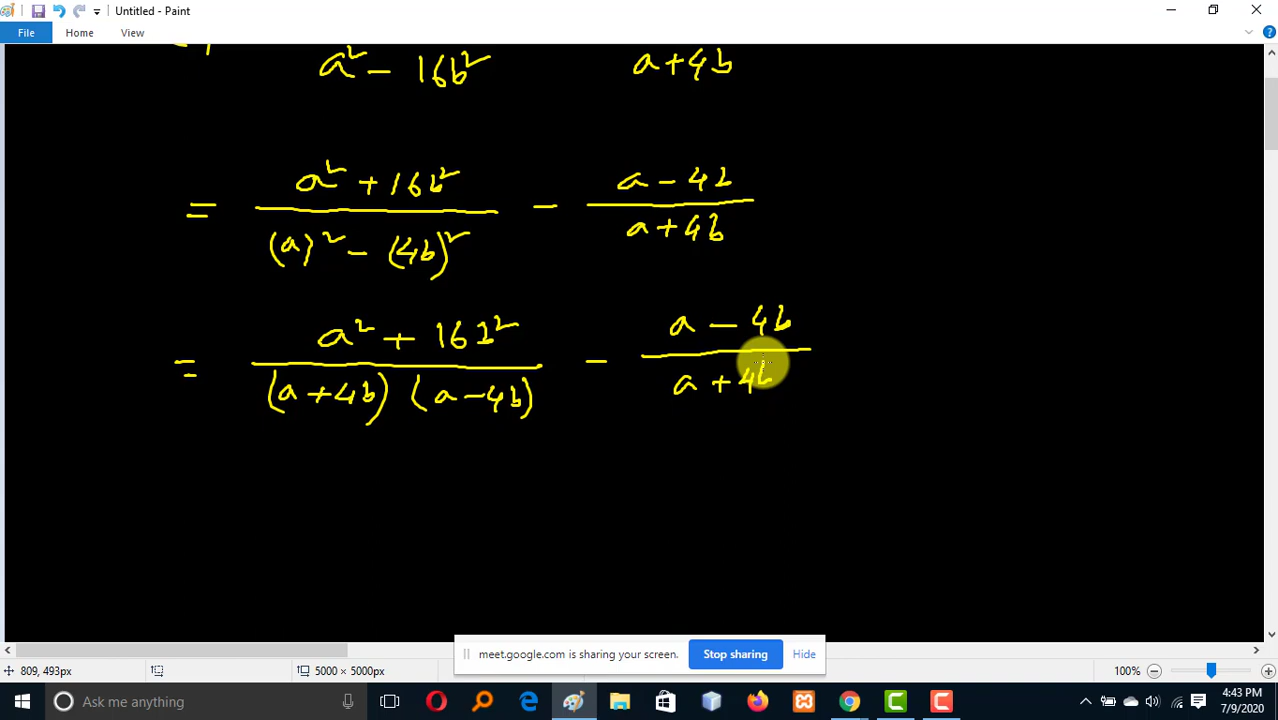 Untitled - Paint
File Home View
a² - 16b² a+4b
= a² + 16b² - a - 4b
(a)² - (4b)² a+4b
= a² + 16b² - a - 4b
(a+4b) (a-4b) a+4b
meet.google.com is sharing your screen. Stop sharing Hide
809, 493px 5000 × 5000px 100%
Ask me anything 4:43 PM
7/9/2020